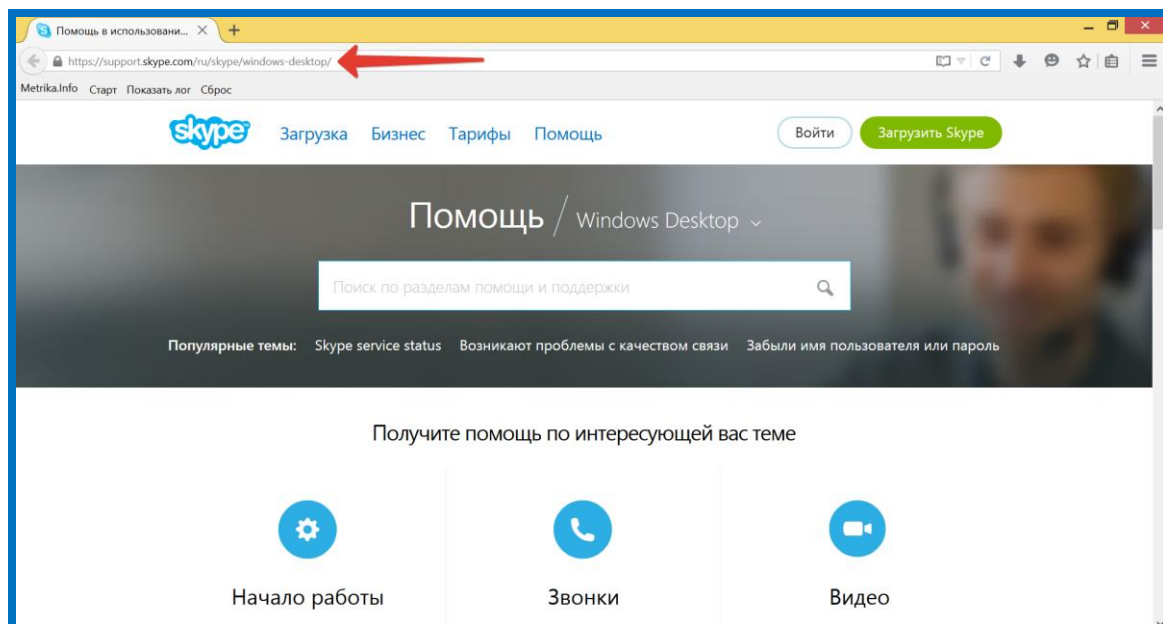 Помощь в использовани...
https://support.skype.com/ru/skype/windows-desktop/
Metrika.Info Старт Показать лог Сброс
skype Загрузка Бизнес Тарифы Помощь Войти Загрузить Skype
Помощь / Windows Desktop
Поиск по разделам помощи и поддержки
Популярные темы: Skype service status Возникают проблемы с качеством связи Забыли имя пользователя или пароль
Получите помощь по интересующей вас теме
Начало работы Звонки Видео